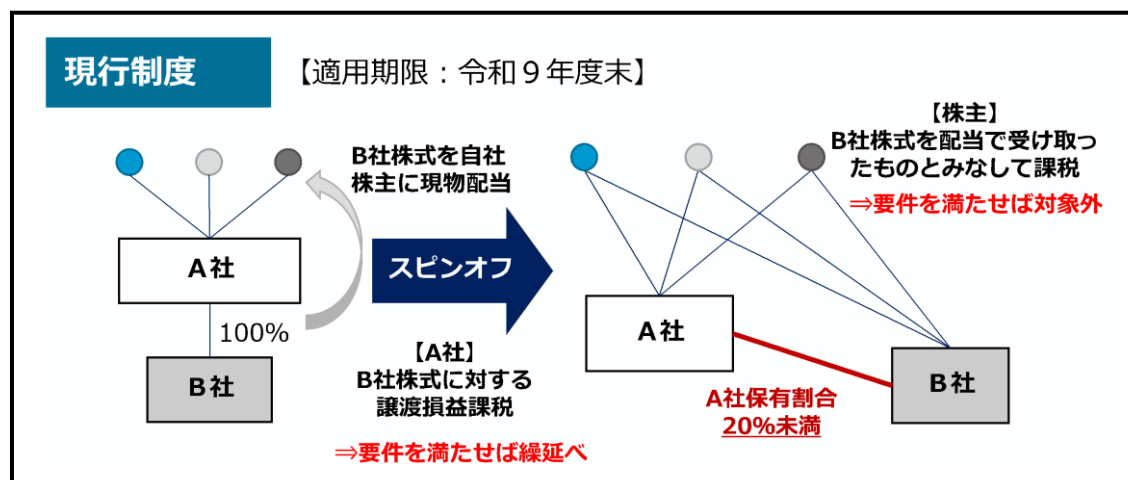 現行制度
【適用期限：令和９年度末】
B社株式を自社
株主に現物配当
A社
100%
B社
スピンオフ
【A社】
B社株式に対する
譲渡損益課税
⇒要件を満たせば繰延べ
【株主】
B社株式を配当で受け取っ
たものとみなして課税
⇒要件を満たせば対象外
A社
B社
A社保有割合
20%未満